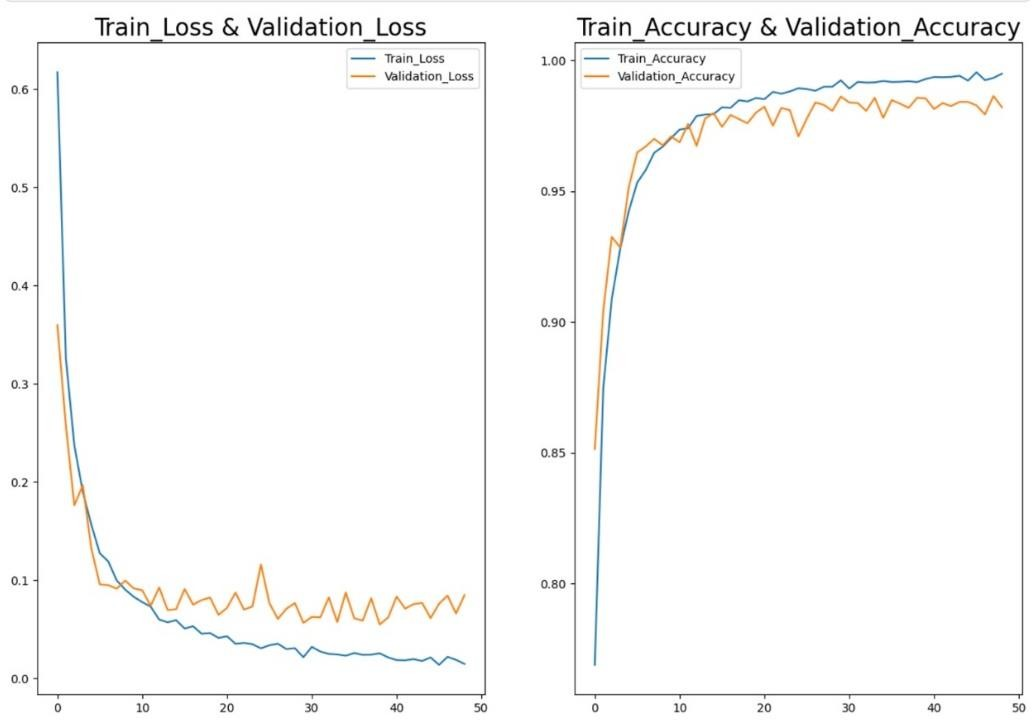 Train_Loss & Validation_Loss
Train_Loss
Validation_Loss
0.6
0.5
0.4
0.3
0.2
0.1
0.0
0 10 20 30 40 50
Train_Accuracy & Validation_Accuracy
Train_Accuracy
Validation_Accuracy
1.00
0.95
0.90
0.85
0.80
0 10 20 30 40 50